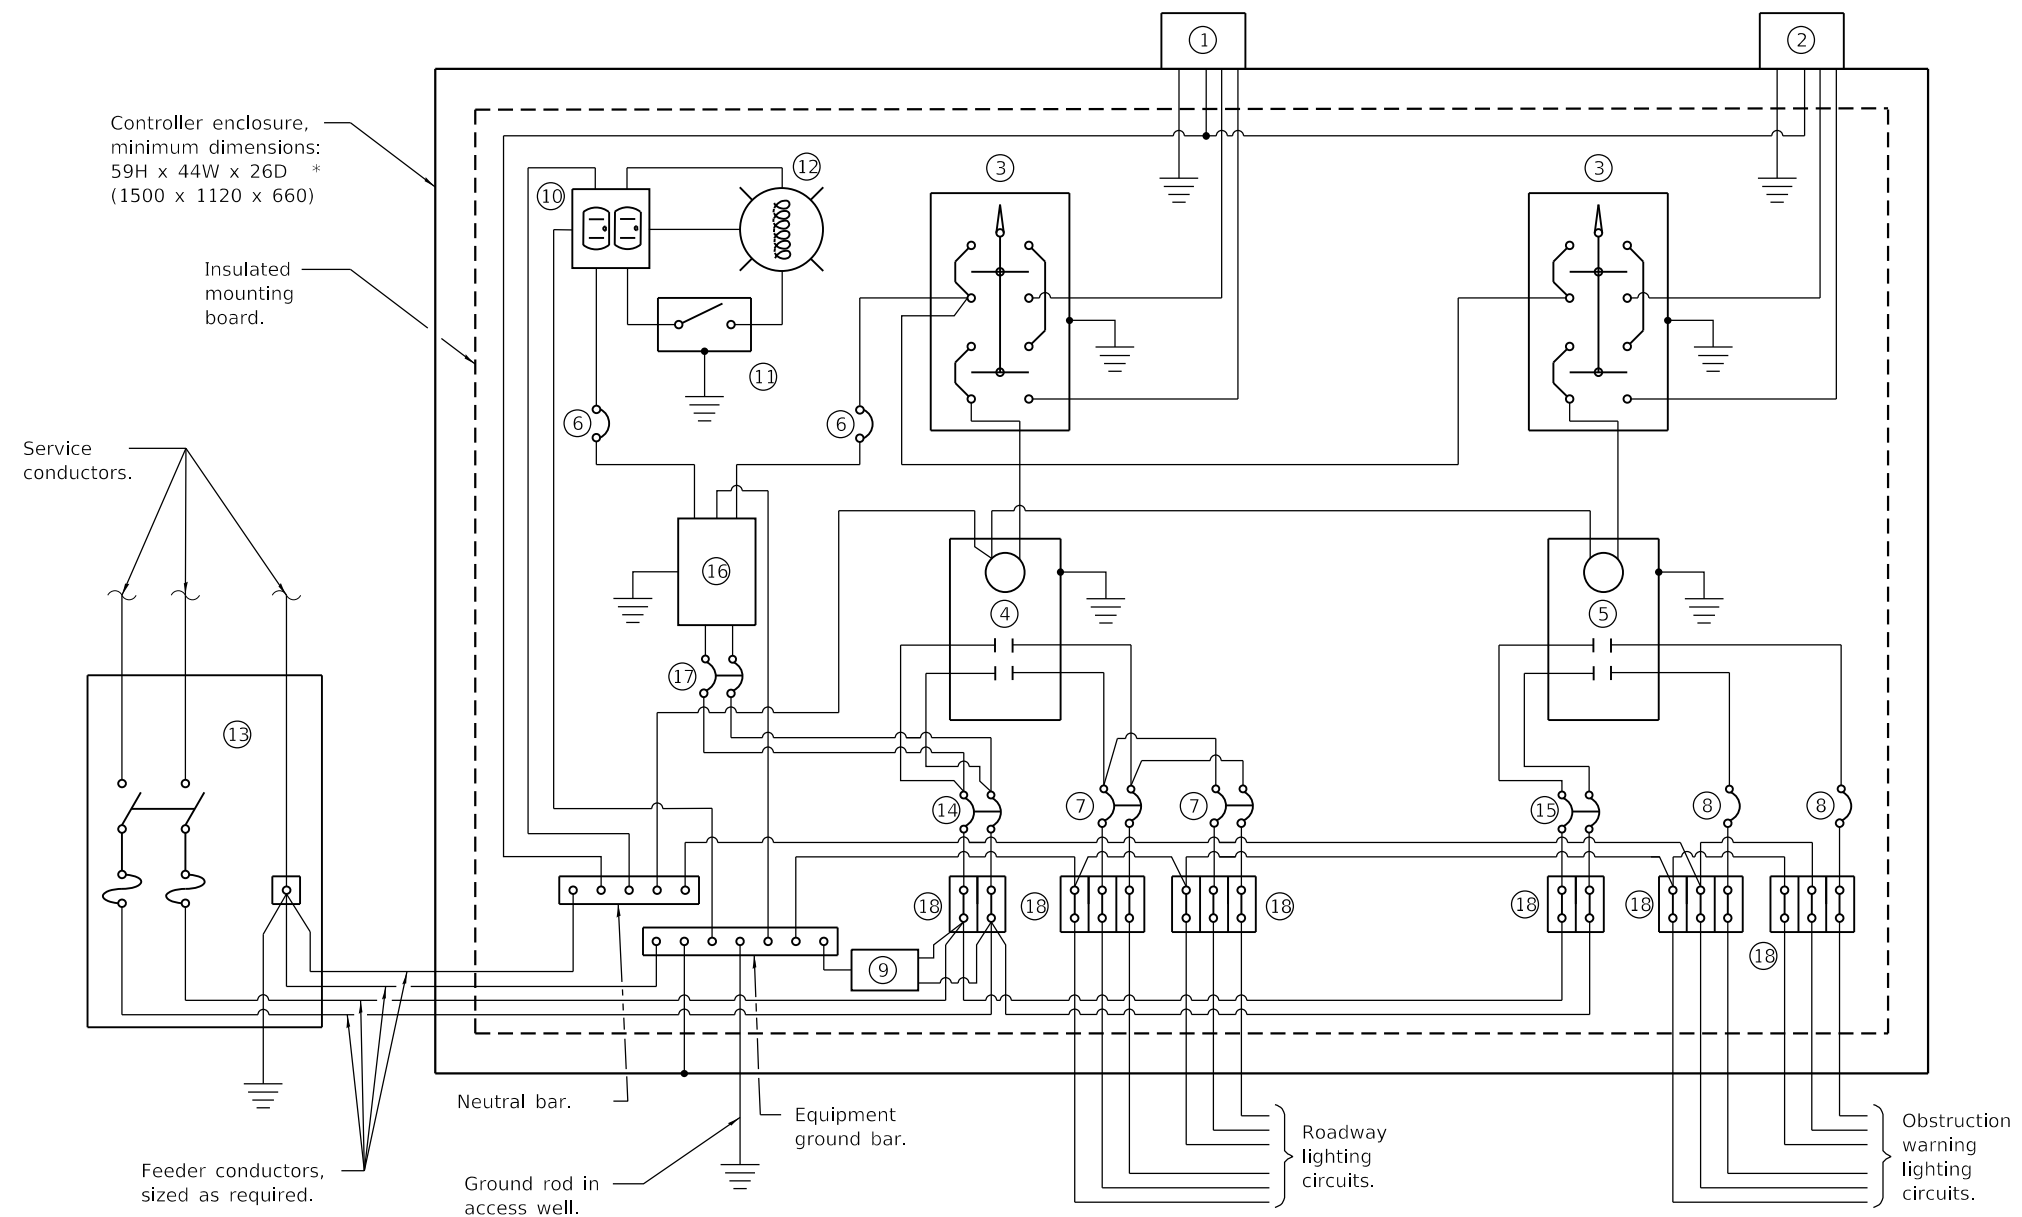 1
2
Controller enclosure,
minimum dimensions:
59H x 44W x 26D *
(1500 x 1120 x 660)
12
3
3
10
Insulated
mounting
board.
11
6
6
Service
conductors.
16
4
5
17
13
14
7
7
15
8
8
18
18
18
18
18
18
9
Neutral bar.
Equipment
ground bar.
Roadway
lighting
circuits.
Obstruction
warning
lighting
circuits.
Feeder conductors,
sized as required.
Ground rod in
access well.